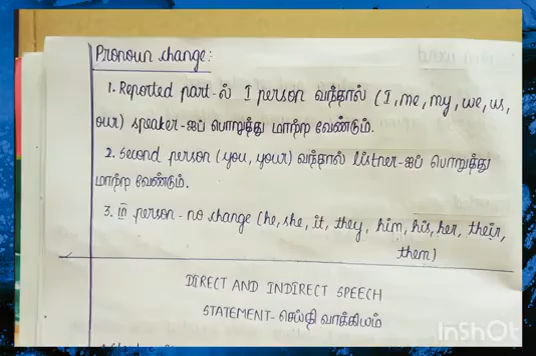 Pronoun change:
1. Reported part-ல் I person வந்தால் (I, me, my, we, us,
our) speaker-ஐப் பொறுத்து மாற்ற வேண்டும்.
2. Second person (you, your) வந்தால் listner-ஐப் பொறுத்து
மாற்ற வேண்டும்.
3. III person - no change (he, she, it, they, him, his, her, their,
them)
DIRECT AND INDIRECT SPEECH
STATEMENT- செய்தி வாக்கியம்
InShOt